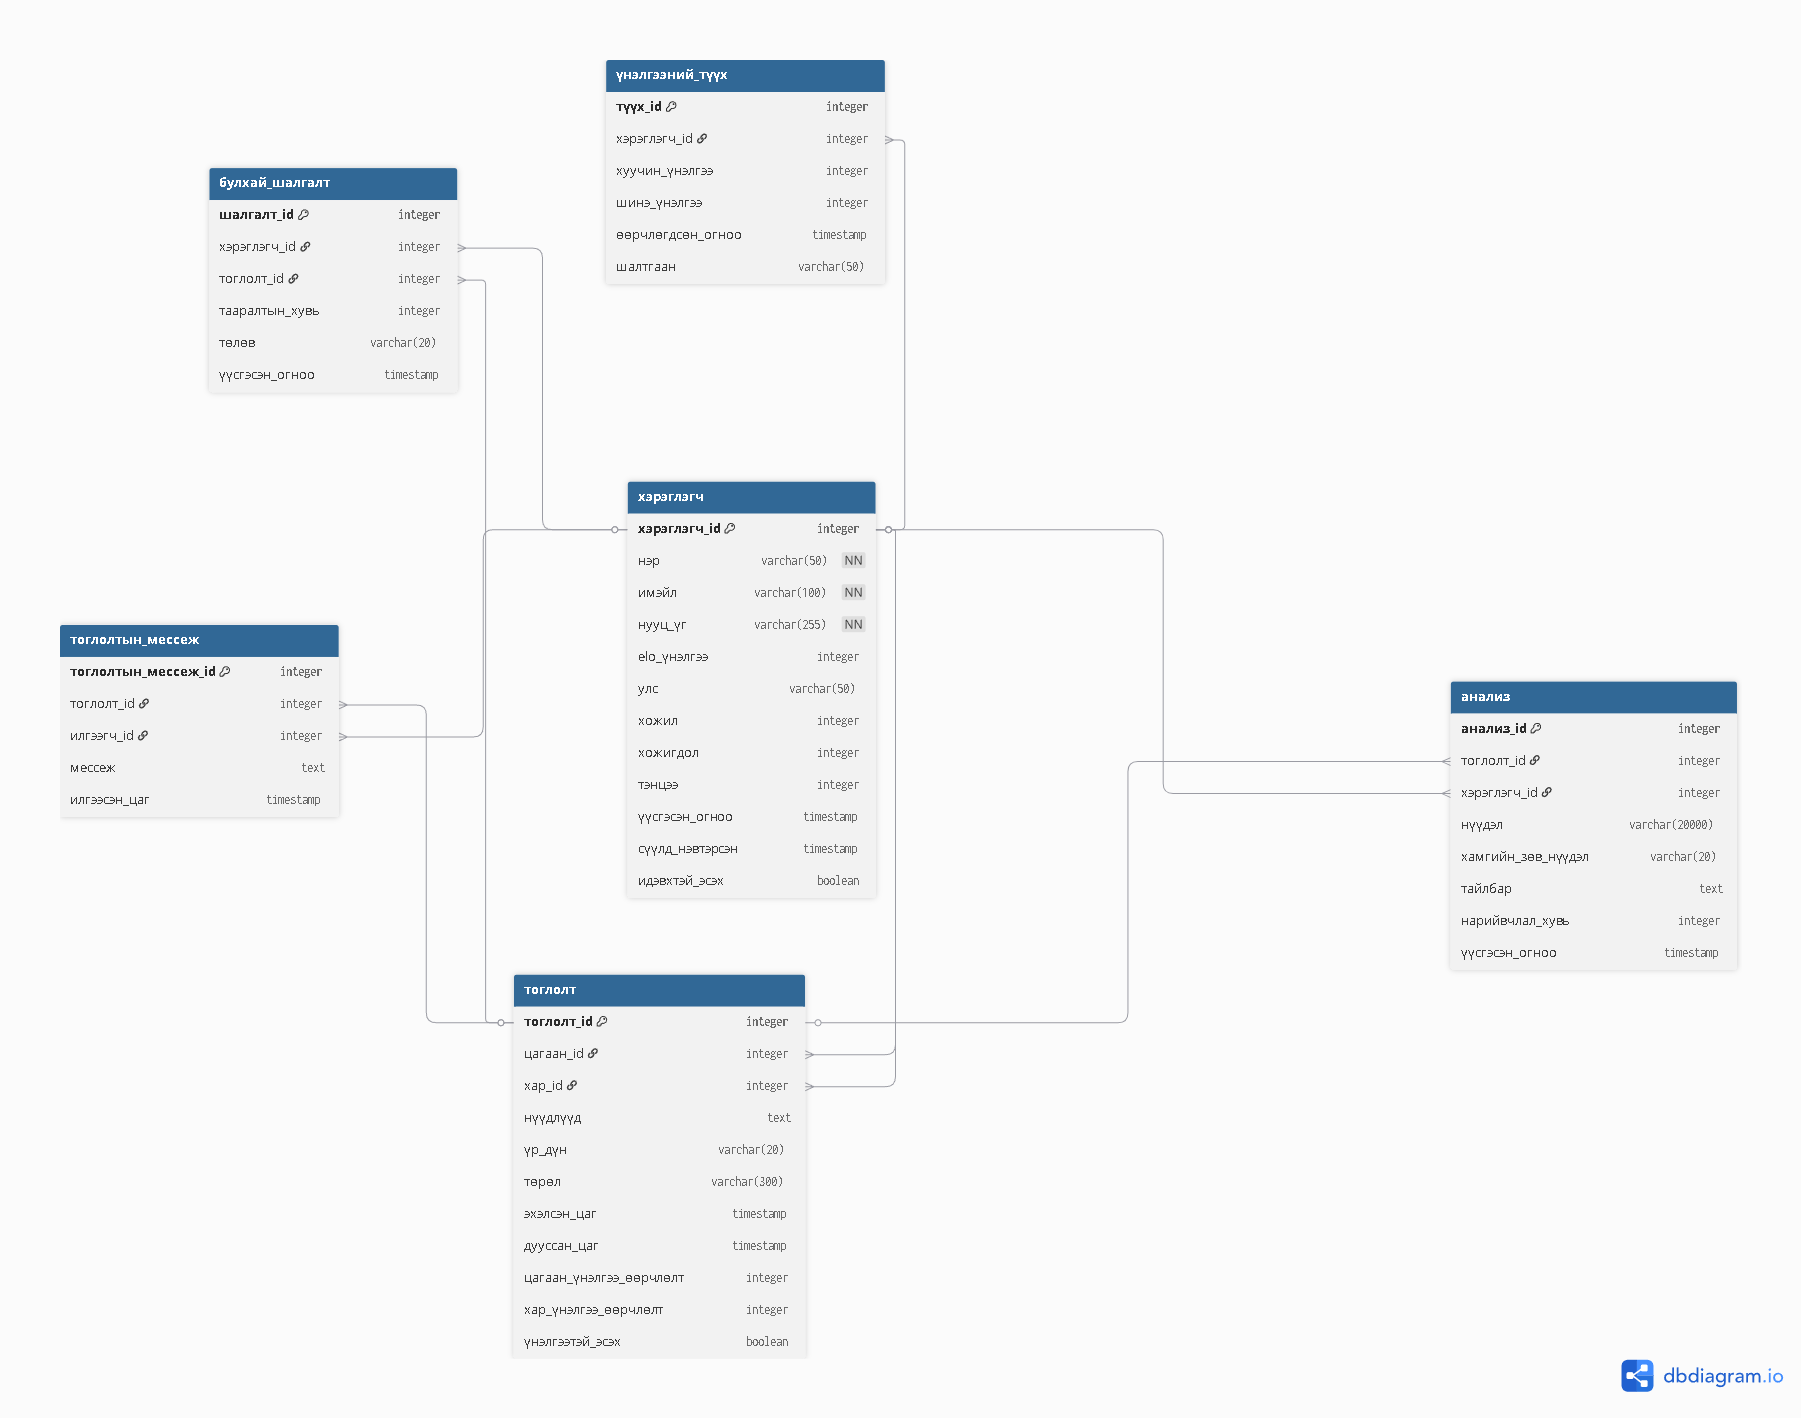 үнэлгээний_түүх
түүх_id integer
хэрэглэгч_id integer
хуучин_үнэлгээ integer
шинэ_үнэлгээ integer
өөрчлөгдсөн_огноо timestamp
шалтгаан varchar(50)
булхай_шалгалт
шалгалт_id integer
хэрэглэгч_id integer
тоглолт_id integer
тааралтын_хувь integer
төлөв varchar(20)
үүсгэсэн_огноо timestamp
хэрэглэгч
хэрэглэгч_id integer
нэр varchar(50) NN
имэйл varchar(100) NN
нууц_үг varchar(255) NN
elo_үнэлгээ integer
улс varchar(50)
хожил integer
хожигдол integer
тэнцээ integer
үүсгэсэн_огноо timestamp
сүүлд_нэвтэрсэн timestamp
идэвхтэй_эсэх boolean
тоглолтын_мессеж
тоглолтын_мессеж_id integer
тоглолт_id integer
илгээгч_id integer
мессеж text
илгээсэн_цаг timestamp
анализ
анализ_id integer
тоглолт_id integer
хэрэглэгч_id integer
нүүдэл varchar(20000)
хамгийн_зөв_нүүдэл varchar(20)
тайлбар text
нарийвчлал_хувь integer
үүсгэсэн_огноо timestamp
тоглолт
тоглолт_id integer
цагаан_id integer
хар_id integer
нүүдлүүд text
үр_дүн varchar(20)
төрөл varchar(300)
эхэлсэн_цаг timestamp
дууссан_цаг timestamp
цагаан_үнэлгээ_өөрчлөлт integer
хар_үнэлгээ_өөрчлөлт integer
үнэлгээтэй_эсэх boolean
dbdiagram.io